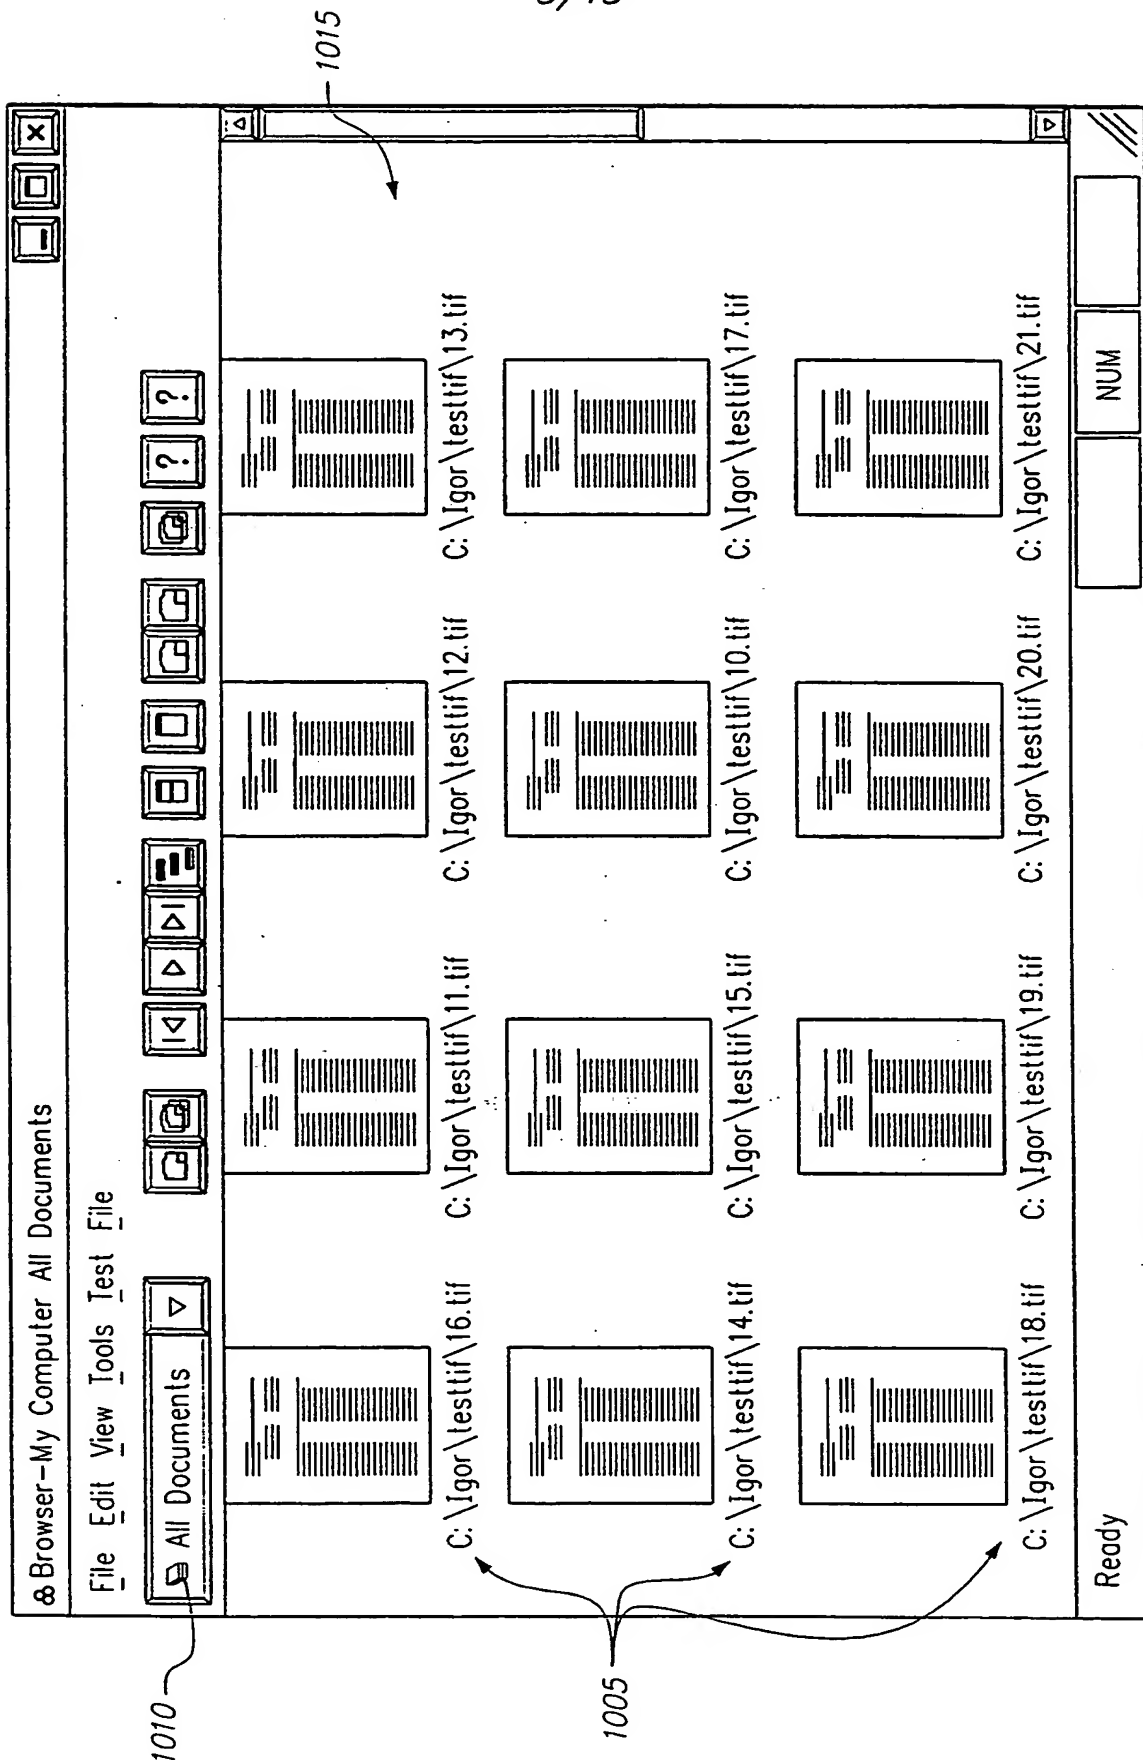 & Browser-My Computer All Documents
File Edit View Tools Test File
All Documents
? ?
C: \Igor\testtif\16.tif C: \Igor\testtif\11.tif C: \Igor\testtif\12.tif C: \Igor\testtif\13.tif
C: \Igor\testtif\14.tif C: \Igor\testtif\15.tif C: \Igor\testtif\10.tif C: \Igor\testtif\17.tif
C: \Igor\testtif\18.tif C: \Igor\testtif\19.tif C: \Igor\testtif\20.tif C: \Igor\testtif\21.tif
Ready NUM
1010
1005
1015